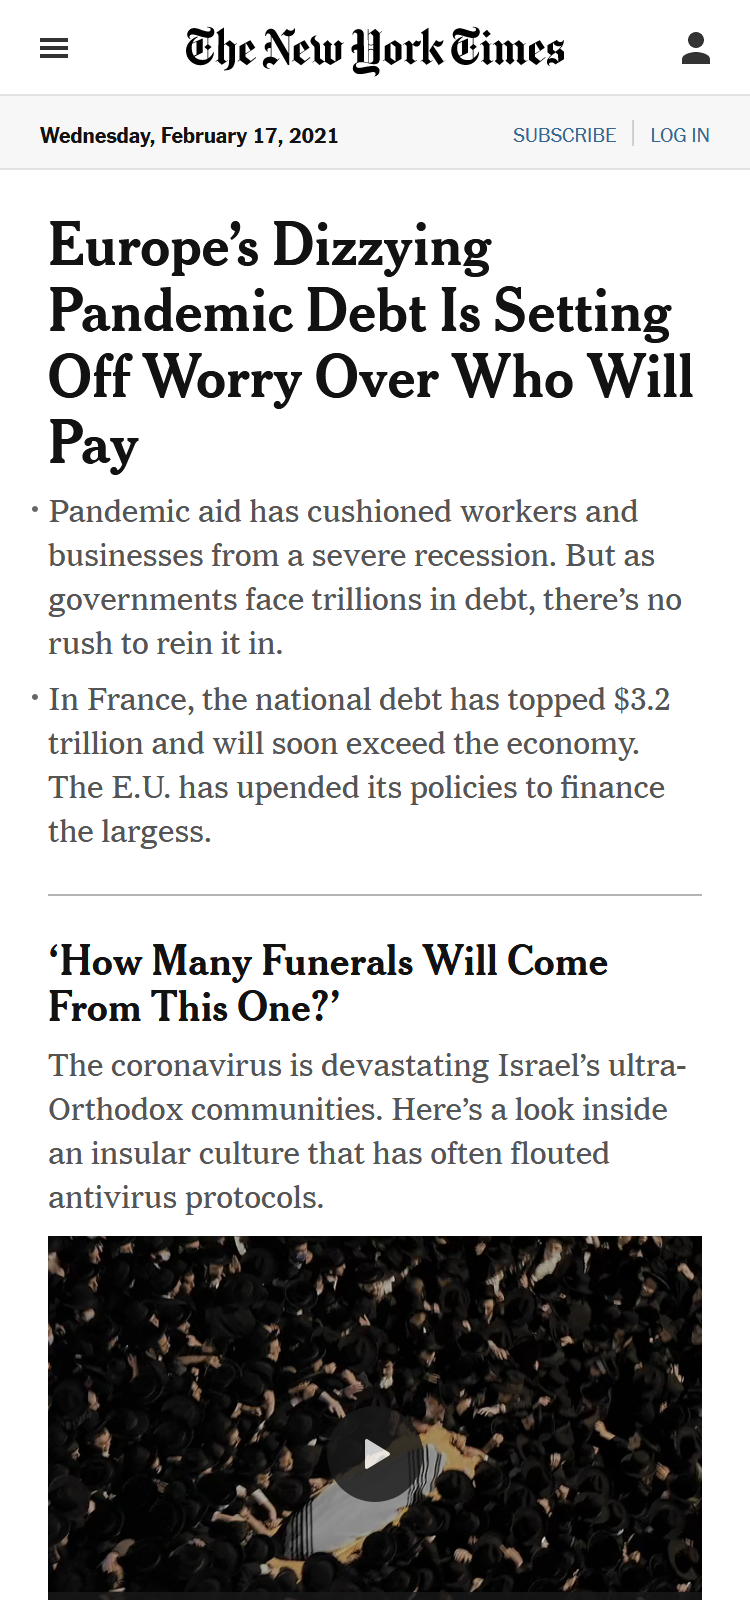 The New York Times
Wednesday, February 17, 2021
SUBSCRIBE
LOG IN
Europe’s Dizzying
Pandemic Debt Is Setting
Off Worry Over Who Will
Pay
• Pandemic aid has cushioned workers and
businesses from a severe recession. But as
governments face trillions in debt, there’s no
rush to rein it in.
• In France, the national debt has topped $3.2
trillion and will soon exceed the economy.
The E.U. has upended its policies to finance
the largess.
‘How Many Funerals Will Come
From This One?’
The coronavirus is devastating Israel’s ultra-
Orthodox communities. Here’s a look inside
an insular culture that has often flouted
antivirus protocols.